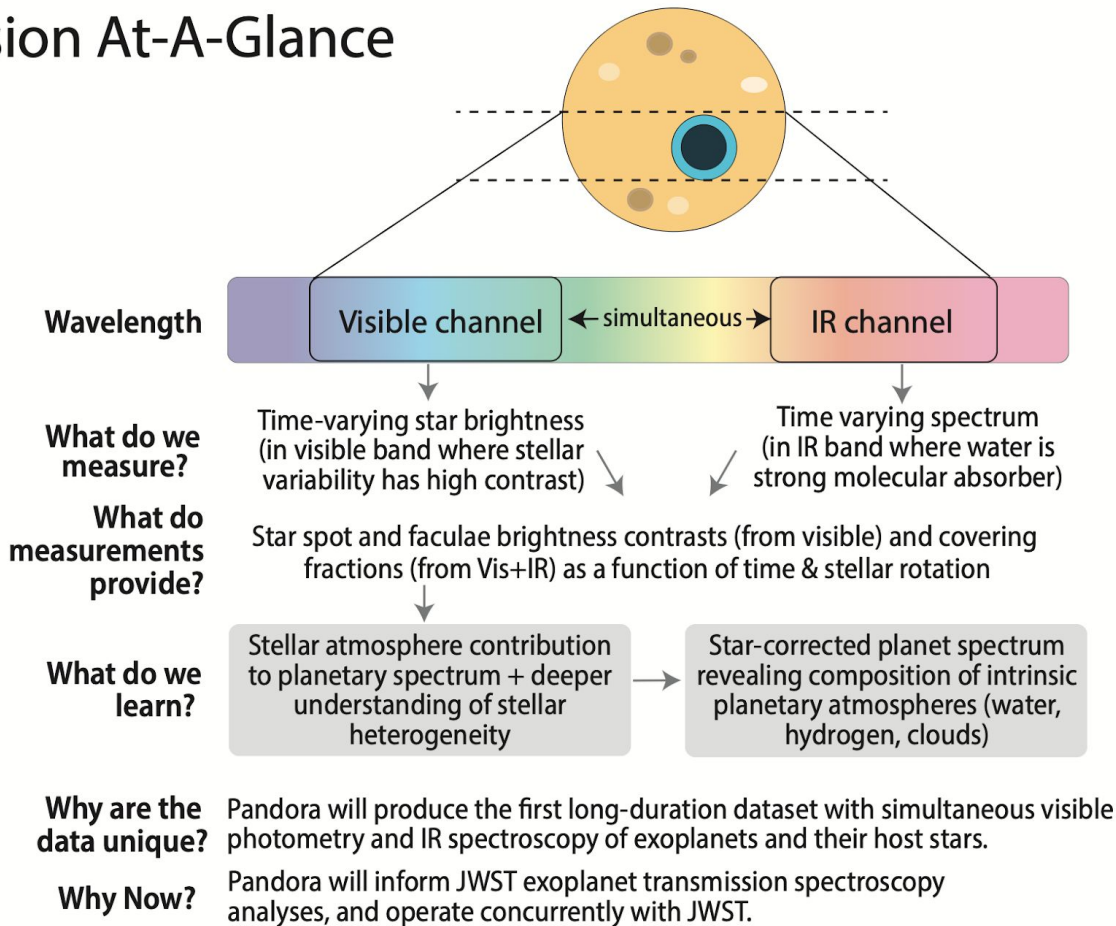 sion At-A-Glance
Wavelength
Visible channel
simultaneous
IR channel
What do we
measure?
Time-varying star brightness
(in visible band where stellar
variability has high contrast)
Time varying spectrum
(in IR band where water is
strong molecular absorber)
What do
measurements
provide?
Star spot and faculae brightness contrasts (from visible) and covering
fractions (from Vis+IR) as a function of time & stellar rotation
What do we
learn?
Stellar atmosphere contribution
to planetary spectrum + deeper
understanding of stellar
heterogeneity
Star-corrected planet spectrum
revealing composition of intrinsic
planetary atmospheres (water,
hydrogen, clouds)
Why are the
data unique?
Pandora will produce the first long-duration dataset with simultaneous visible
photometry and IR spectroscopy of exoplanets and their host stars.
Why Now?
Pandora will inform JWST exoplanet transmission spectroscopy
analyses, and operate concurrently with JWST.